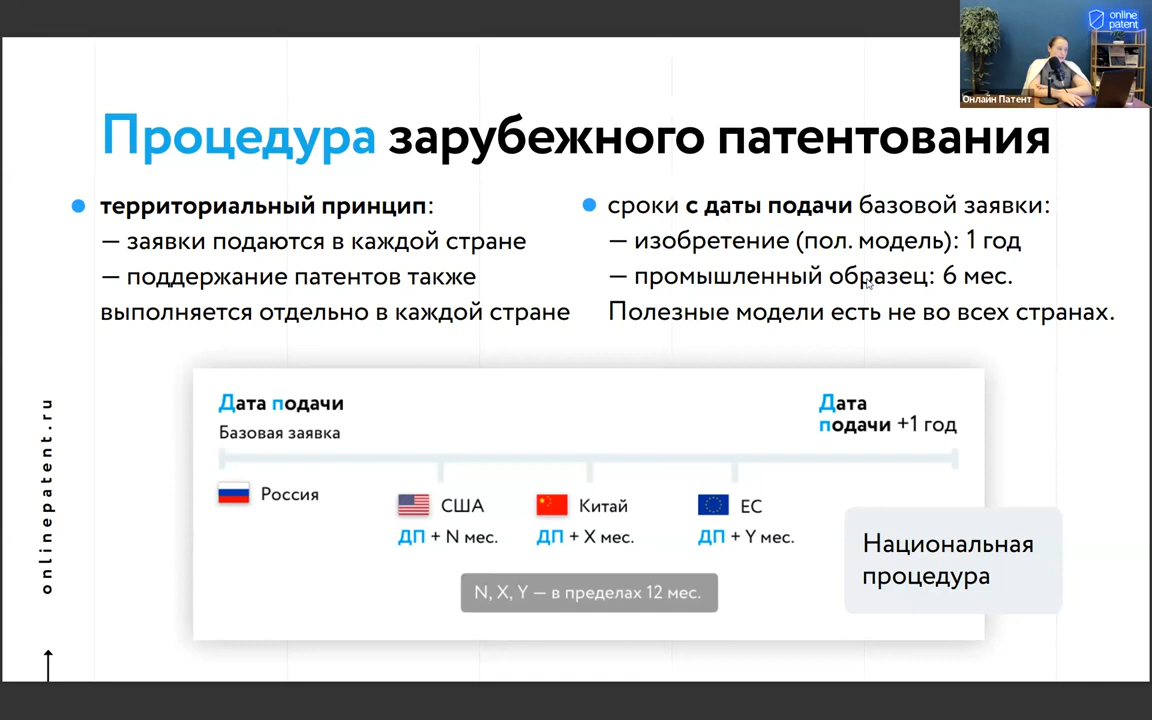 online
patent
Онлайн Патент
Процедура зарубежного патентования
территориальный принцип:
— заявки подаются в каждой стране
— поддержание патентов также
выполняется отдельно в каждой стране
сроки с даты подачи базовой заявки:
— изобретение (пол. модель): 1 год
— промышленный образец: 6 мес.
Полезные модели есть не во всех странах.
Дата подачи
Базовая заявка
Дата
подачи +1 год
Россия
США
ДП + N мес.
Китай
ДП + X мес.
ЕС
ДП + Y мес.
N, X, Y — в пределах 12 мес.
Национальная
процедура
onlinepatent.ru